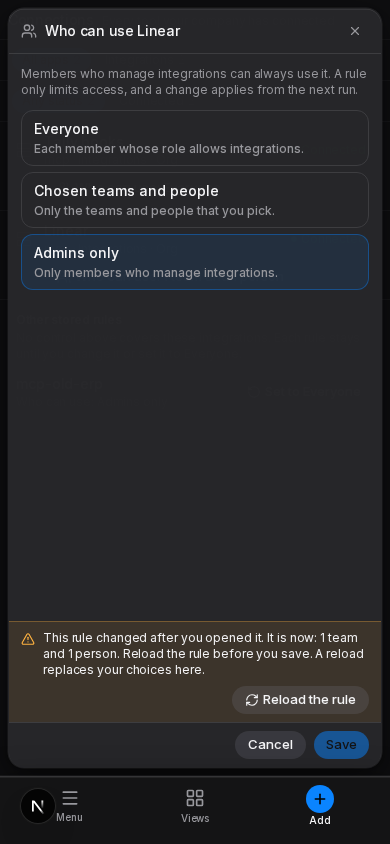 Who can use Linear
Members who manage integrations can always use it. A rule
only limits access, and a change applies from the next run.
Everyone
Each member whose role allows integrations.
Chosen teams and people
Only the teams and people that you pick.
Admins only
Only members who manage integrations.
This rule changed after you opened it. It is now: 1 team
and 1 person. Reload the rule before you save. A reload
replaces your choices here.
Reload the rule
Cancel
Save
N
Menu
Views
Add